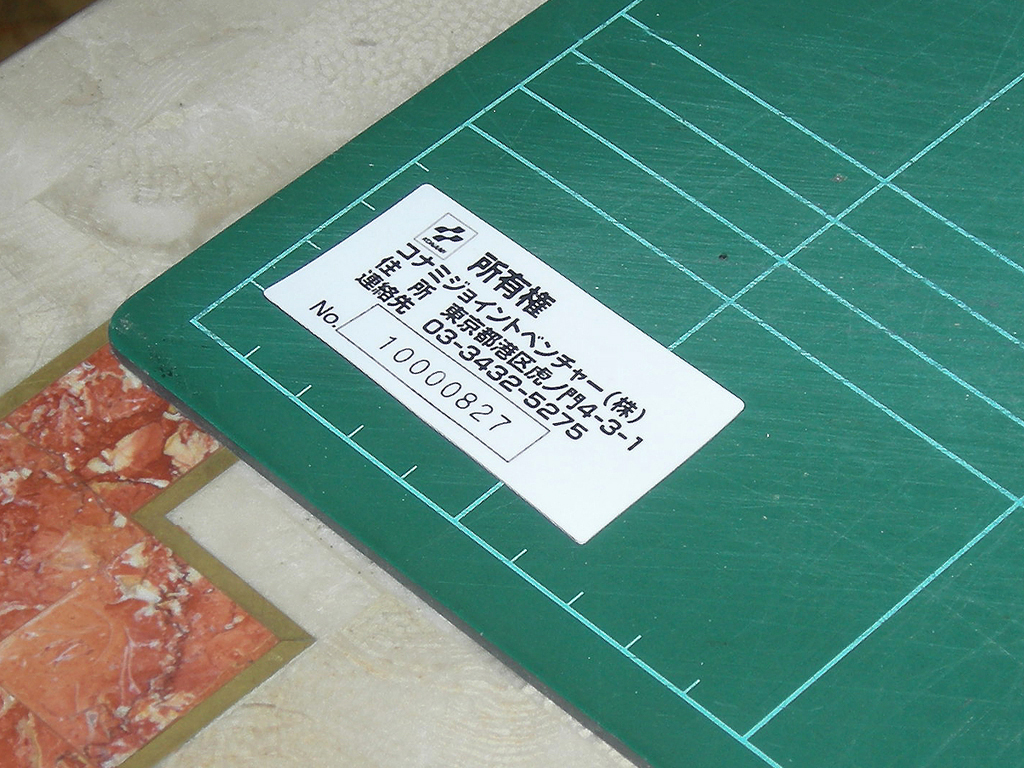 KONAMI
所有権
コナミジョイントベンチャー(株)
住 所 東京都港区虎ノ門4-3-1
連絡先 03-3432-5275
No. 10000827